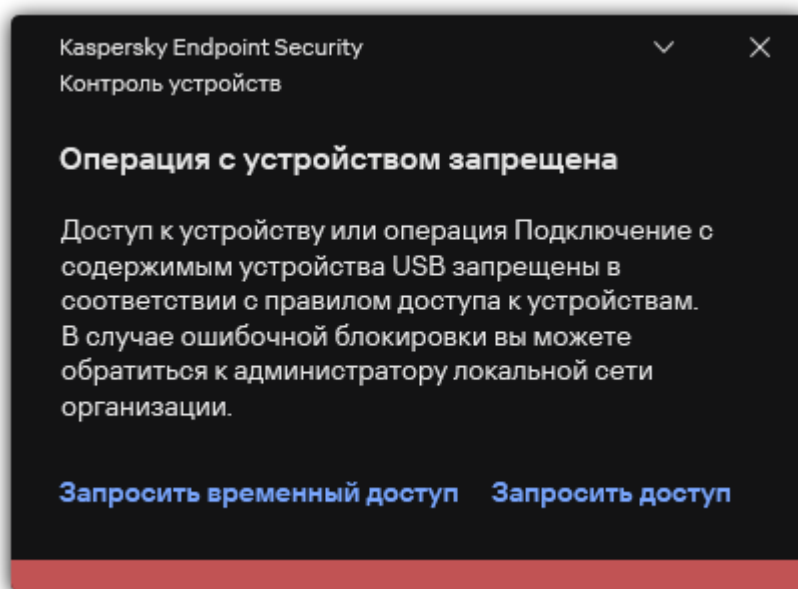 Kaspersky Endpoint Security
Контроль устройств
Операция с устройством запрещена
Доступ к устройству или операция Подключение с
содержимым устройства USB запрещены в
соответствии с правилом доступа к устройствам.
В случае ошибочной блокировки вы можете
обратиться к администратору локальной сети
организации.
Запросить временный доступ Запросить доступ